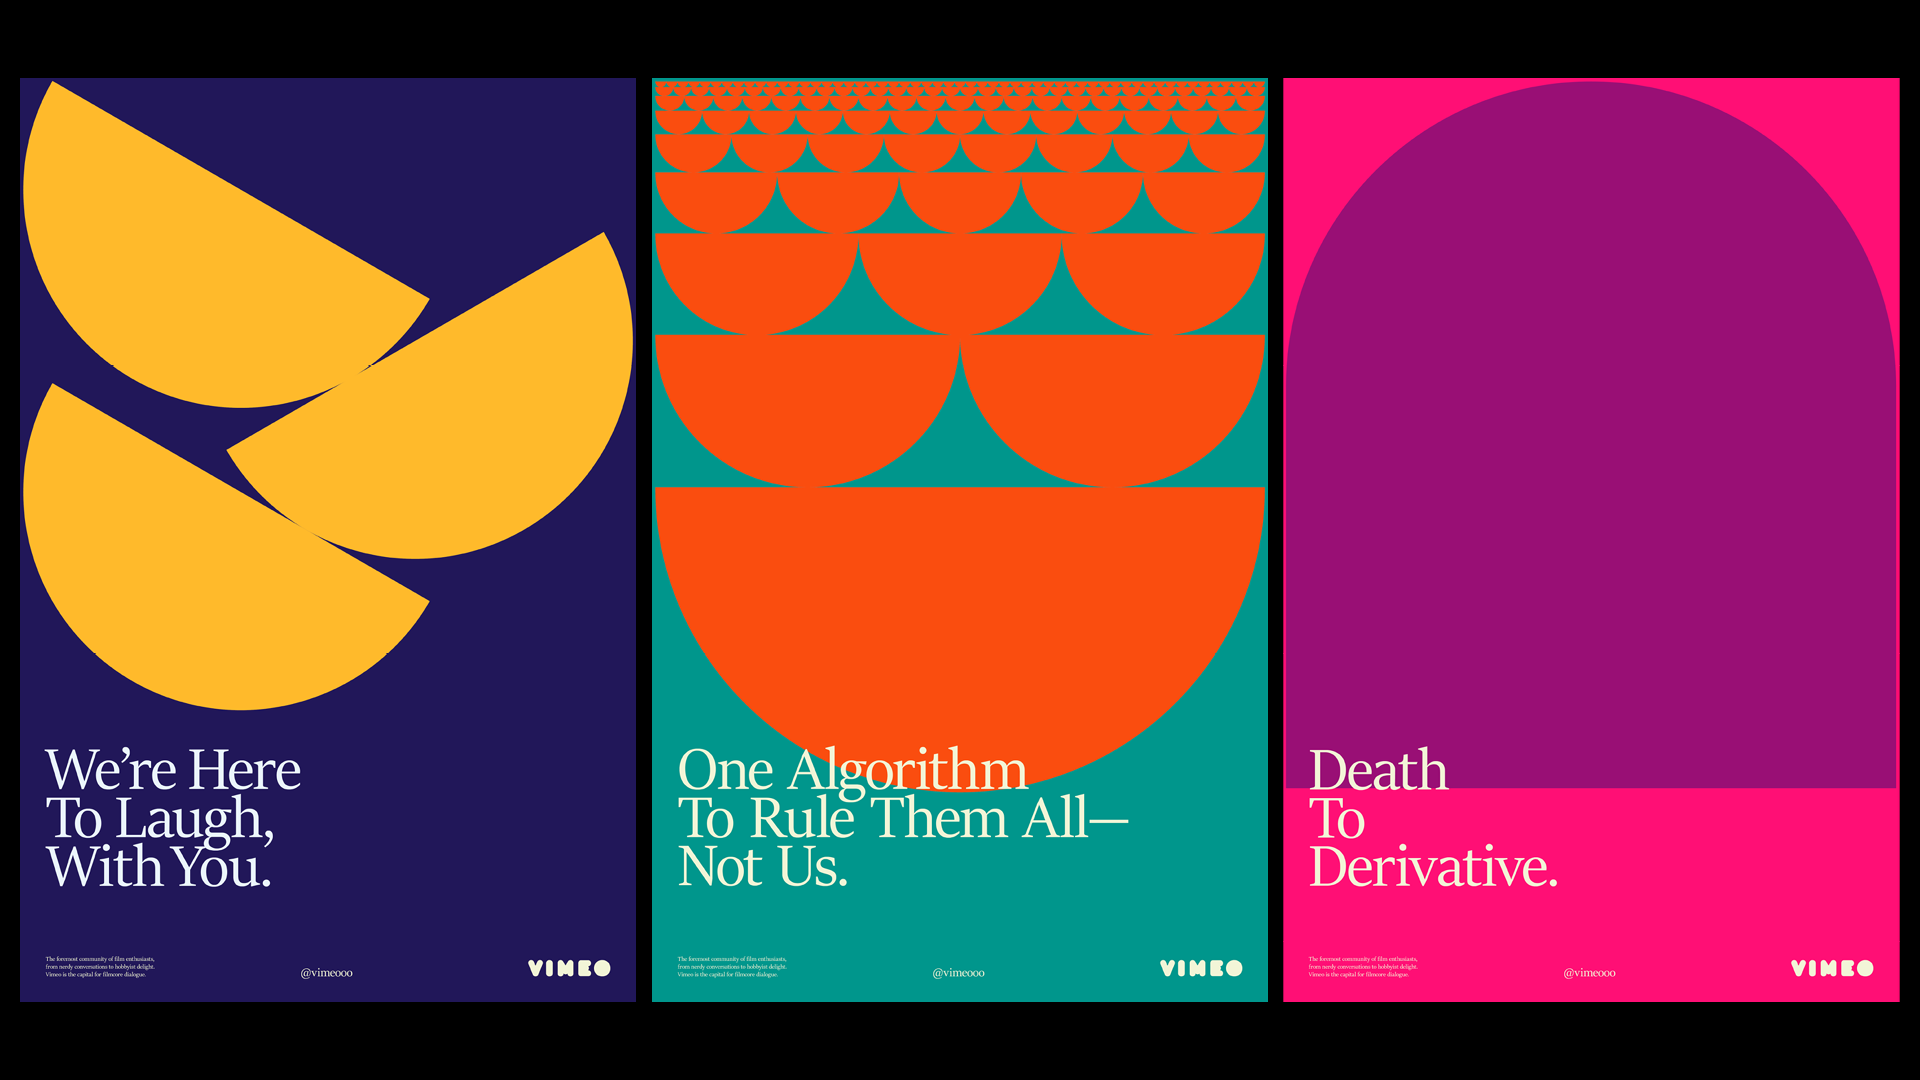 We’re Here
To Laugh,
With You.
The foremost community of film enthusiasts,
from nerdy conversations to hobbyist delight.
Vimeo is the capital for filmcore dialogue.
@vimeooo
VIMEO
One Algorithm
To Rule Them All—
Not Us.
The foremost community of film enthusiasts,
from nerdy conversations to hobbyist delight.
Vimeo is the capital for filmcore dialogue.
@vimeooo
VIMEO
Death
To
Derivative.
The foremost community of film enthusiasts,
from nerdy conversations to hobbyist delight.
Vimeo is the capital for filmcore dialogue.
@vimeooo
VIMEO